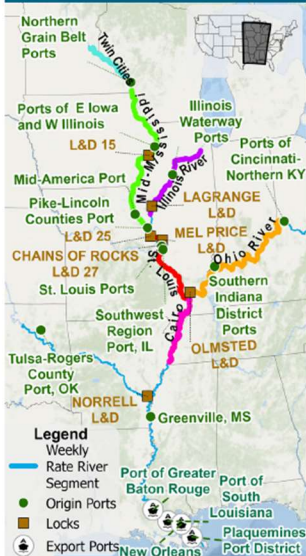 Northern
Grain Belt
Ports
Twin Cities
Ports of E Iowa
and W Illinois
Mid-Mississippi
Illinois
Waterway
Ports
L&D 15
Illinois River
Ports of
Cincinnati-
Northern KY
Mid-America Port
LAGRANGE
L&D
Pike-Lincoln
Counties Port
MEL PRICE
L&D
L&D 25
CHAINS OF ROCKS
L&D 27
Ohio River
St. Louis
St. Louis Ports
Southern
Indiana
District
Ports
Cairo
Southwest
Region
Port, IL
OLMSTED
L&D
Tulsa-Rogers
County
Port, OK
NORRELL
L&D
Greenville, MS
Legend
Weekly
Rate River
Segment
Origin Ports
Locks
Export Ports
Port of Greater
Baton Rouge
Port of
South
Louisiana
Plaquemines
Port District
New Orleans